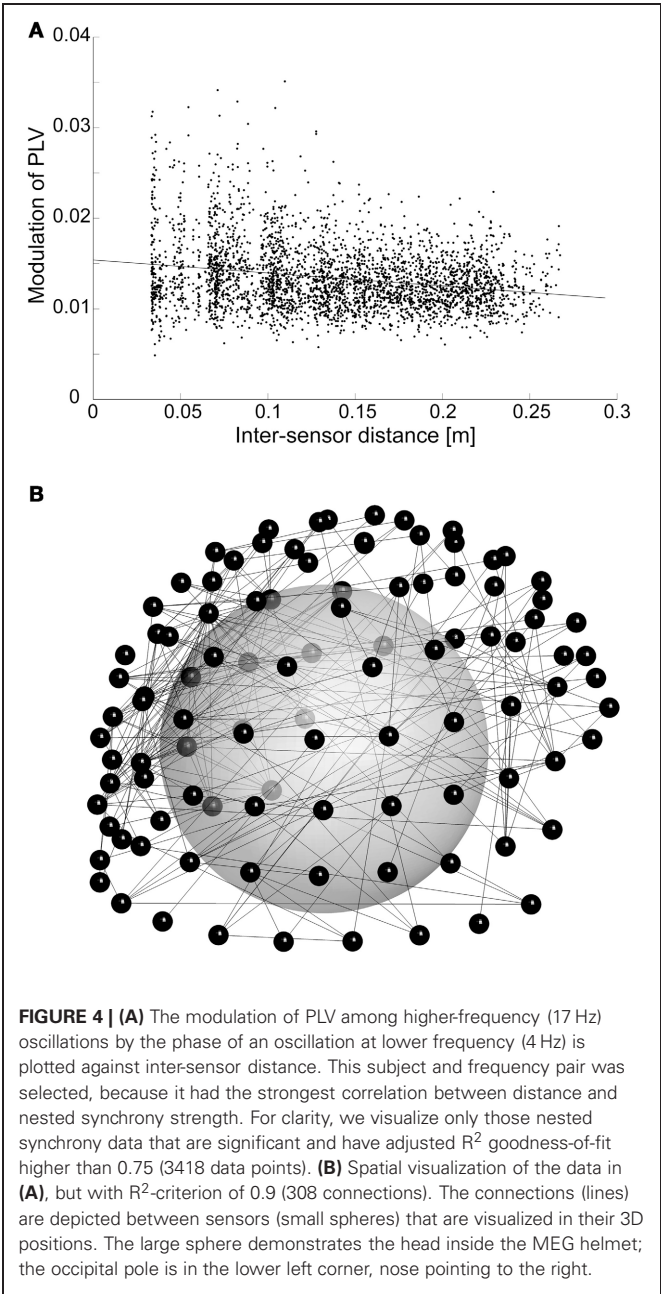 A
0.04
0.03
0.02
0.01
0
Modulation of PLV
0 0.05 0.1 0.15 0.2 0.25 0.3
Inter-sensor distance [m]
B
FIGURE 4 | (A) The modulation of PLV among higher-frequency (17 Hz)
oscillations by the phase of an oscillation at lower frequency (4 Hz) is
plotted against inter-sensor distance. This subject and frequency pair was
selected, because it had the strongest correlation between distance and
nested synchrony strength. For clarity, we visualize only those nested
synchrony data that are significant and have adjusted R² goodness-of-fit
higher than 0.75 (3418 data points). (B) Spatial visualization of the data in
(A), but with R²-criterion of 0.9 (308 connections). The connections (lines)
are depicted between sensors (small spheres) that are visualized in their 3D
positions. The large sphere demonstrates the head inside the MEG helmet;
the occipital pole is in the lower left corner, nose pointing to the right.